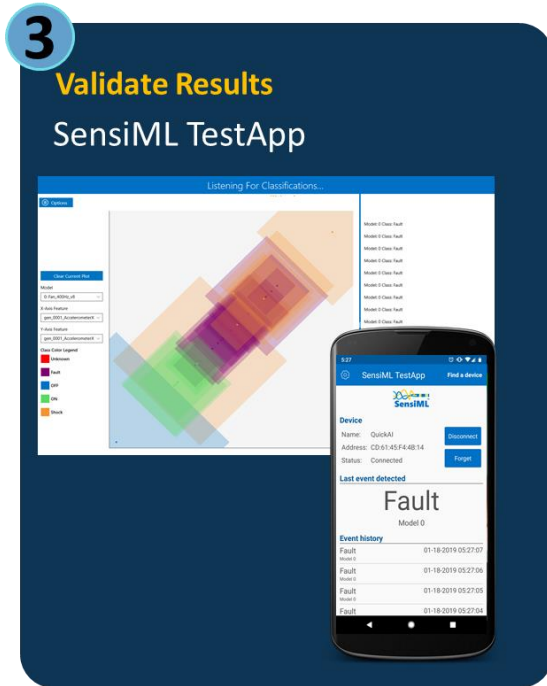 3
Validate Results
SensiML TestApp
Listening For Classifications...
Options
Clear Current Plot
Model
0: Fan_400Hz_v8
X-Axis Feature
gen_0001_AccelerometerX
Y-Axis Feature
gen_0001_AccelerometerX
Class Color Legend
Unknown
Fault
OFF
ON
Shock
Model: 0 Class: Fault
Model: 0 Class: Fault
Model: 0 Class: Fault
Model: 0 Class: Fault
Model: 0 Class: Fault
Model: 0 Class: Fault
Model: 0 Class: Fault
Model: 0 Class: Fault
Model: 0 Class: Fault
5:27
SensiML TestApp
Find a device
SensiML
Device
Name: QuickAI
Disconnect
Address: CD:61:45:F4:4B:14
Status: Connected
Forget
Last event detected
Fault
Model 0
Event history
Fault 01-18-2019 05:27:07
Model 0
Fault 01-18-2019 05:27:06
Model 0
Fault 01-18-2019 05:27:05
Model 0
Fault 01-18-2019 05:27:04